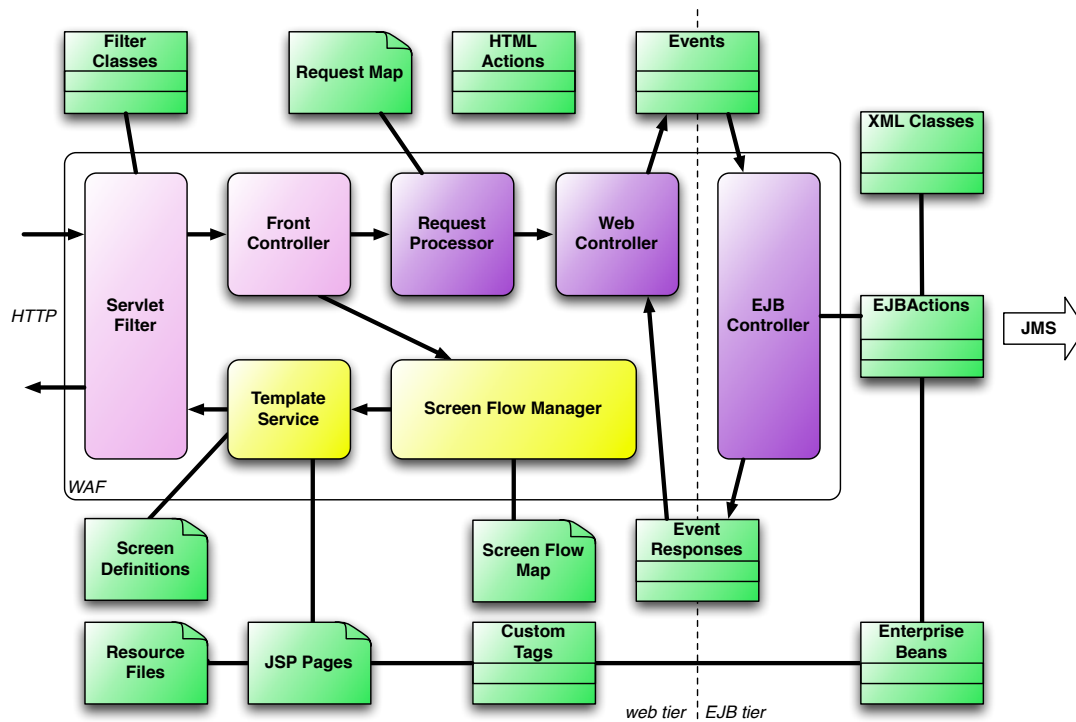 Filter
Classes
Request Map
HTML
Actions
Events
XML Classes
Front
Controller
Request
Processor
Web
Controller
HTTP
Servlet
Filter
EJB
Controller
EJBActions
JMS
Template
Service
Screen Flow Manager
WAF
Screen
Definitions
Screen Flow
Map
Event
Responses
Resource
Files
JSP Pages
Custom
Tags
Enterprise
Beans
web tier
EJB tier